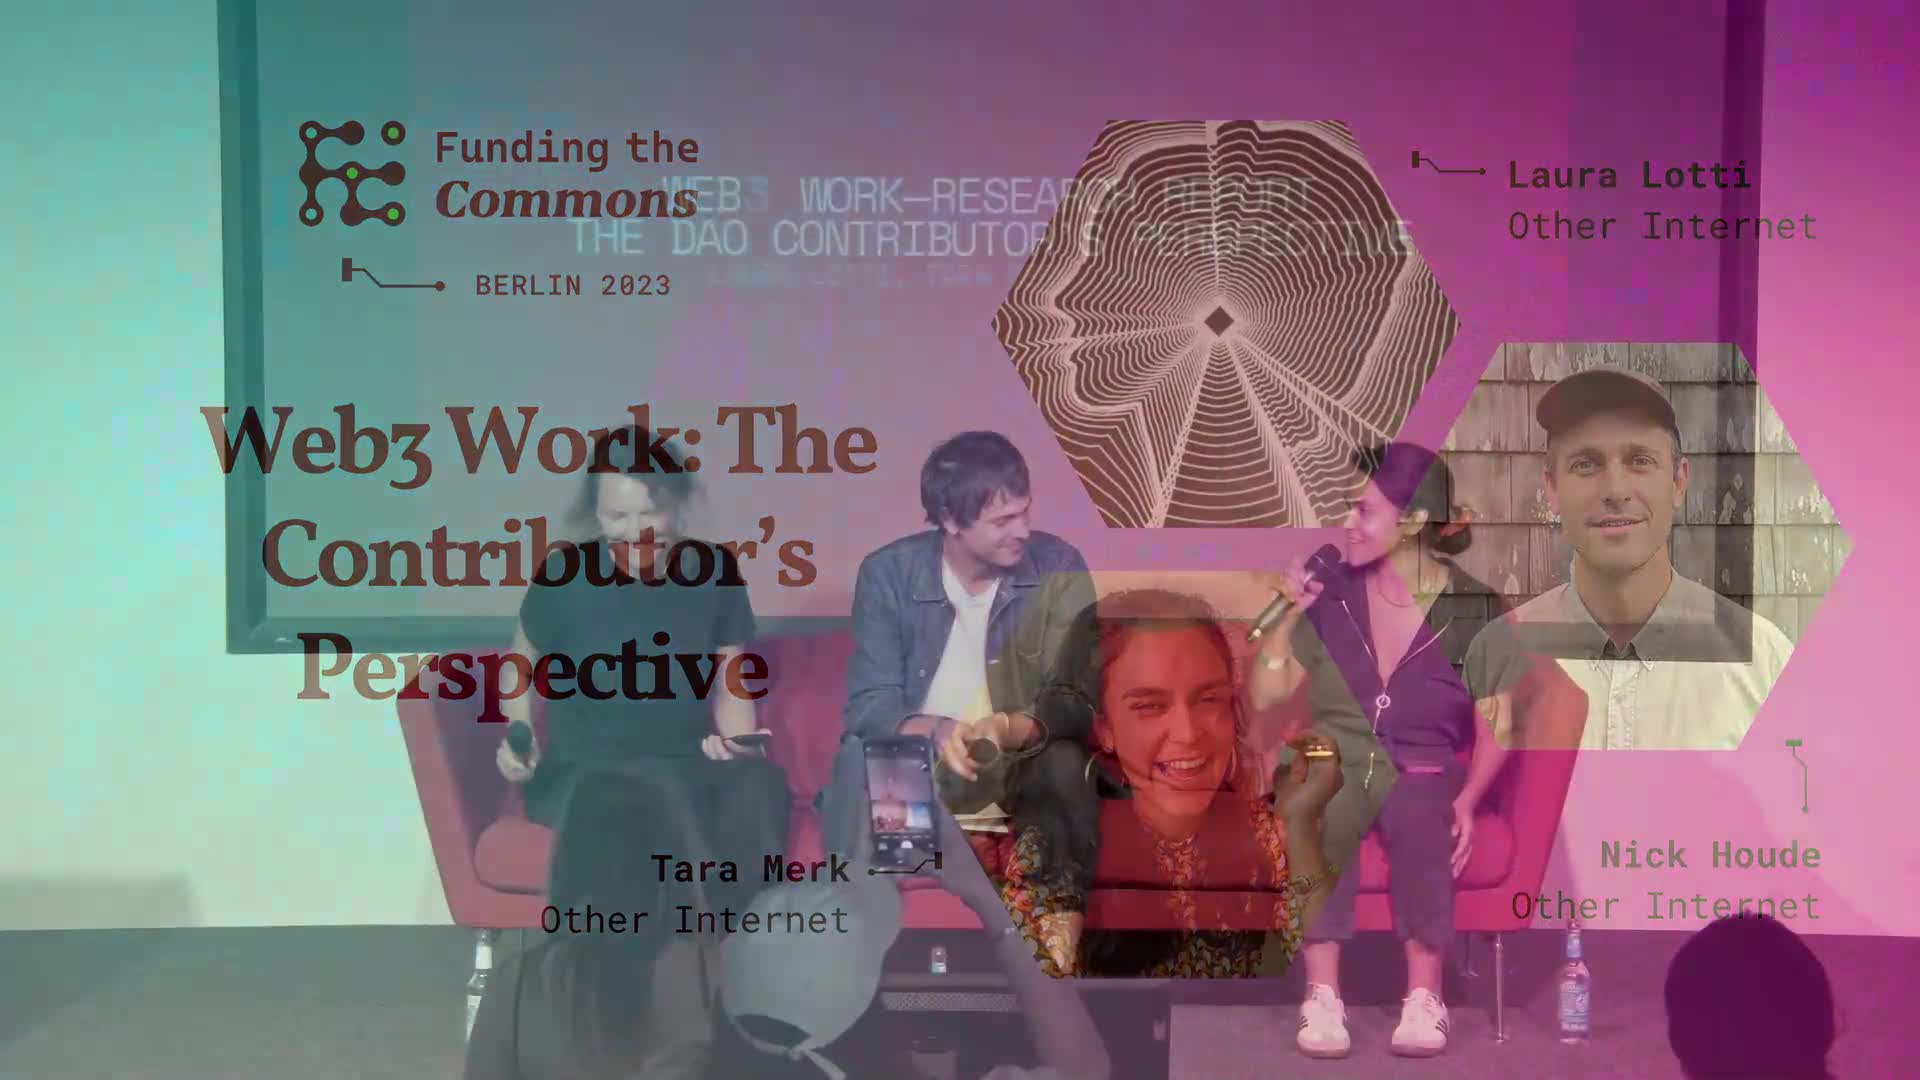 Funding the
Commons
BERLIN 2023
WEB3 WORK—RESEARCH REPORT
THE DAO CONTRIBUTOR'S PERSPECTIVE
Web3 Work: The
Contributor's
Perspective
Laura Lotti
Other Internet
Nick Houde
Other Internet
Tara Merk
Other Internet